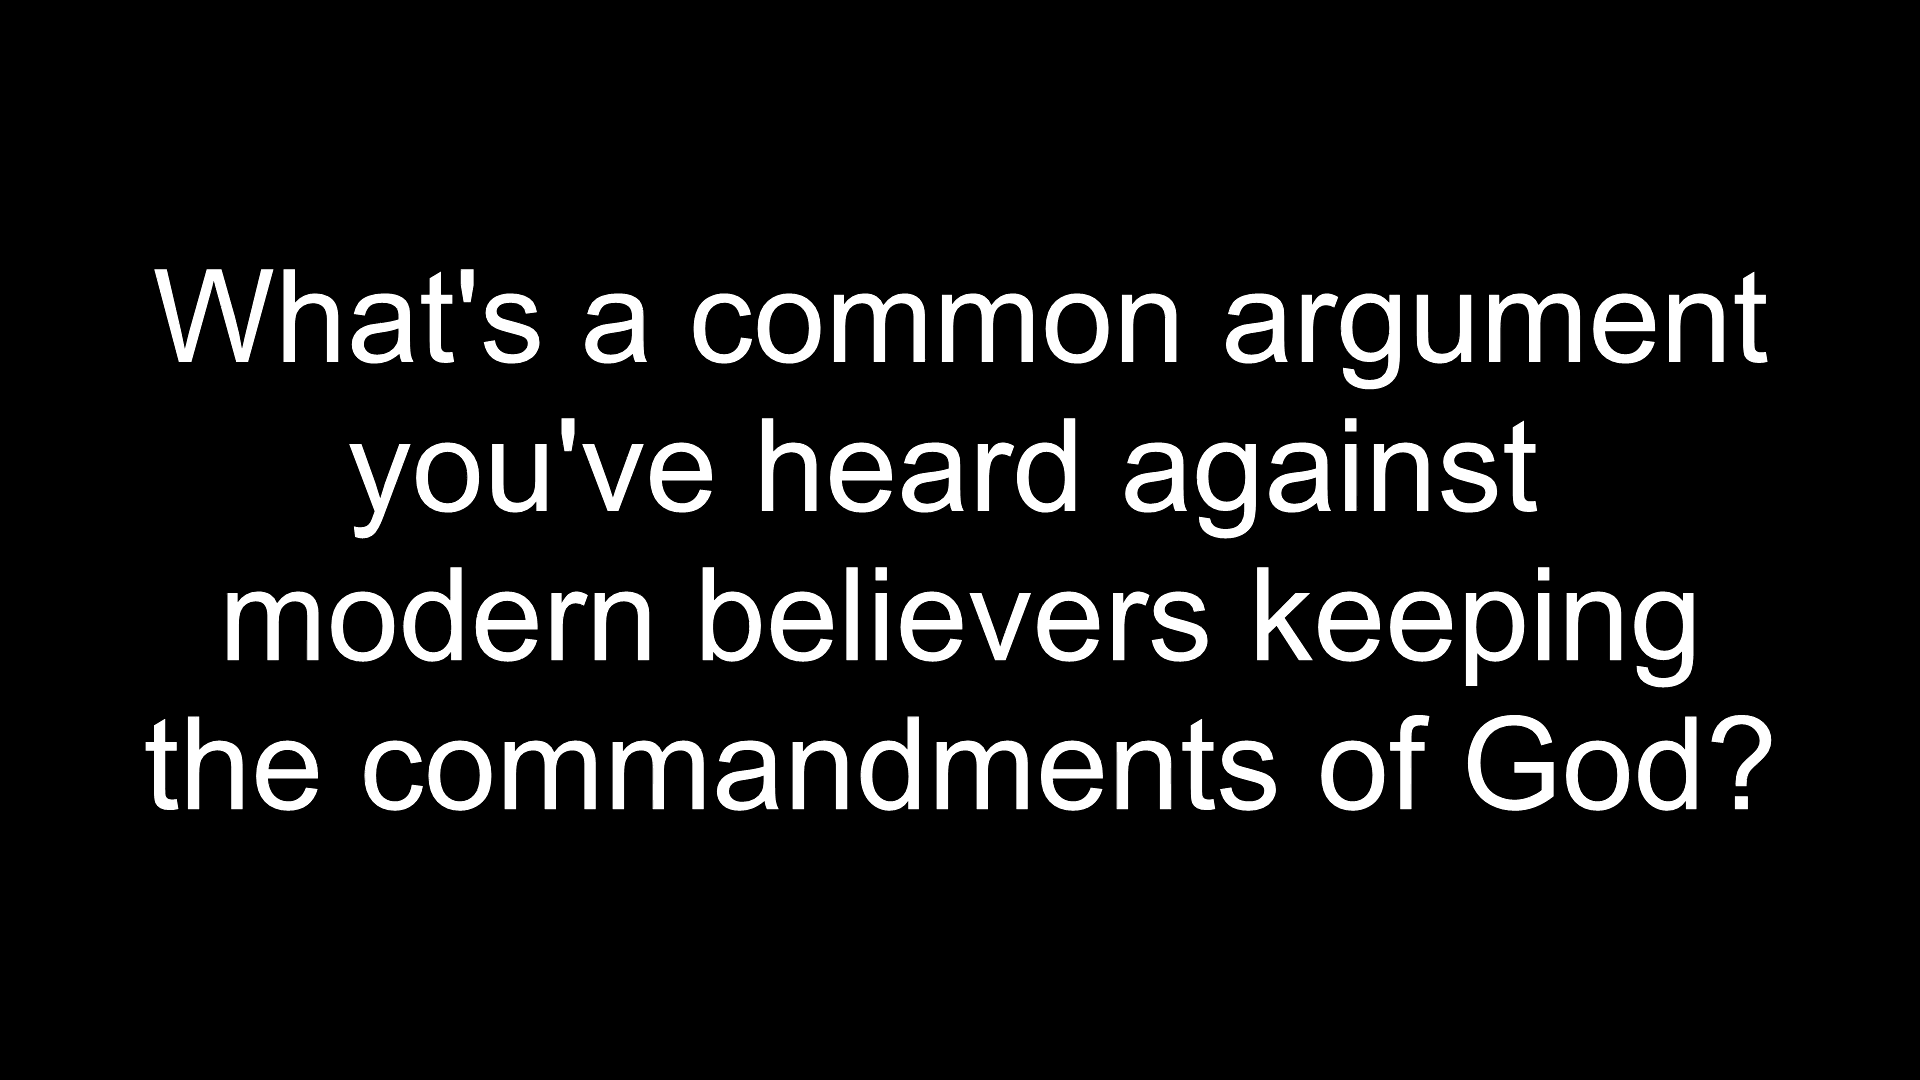 What's a common argument
you've heard against
modern believers keeping
the commandments of God?